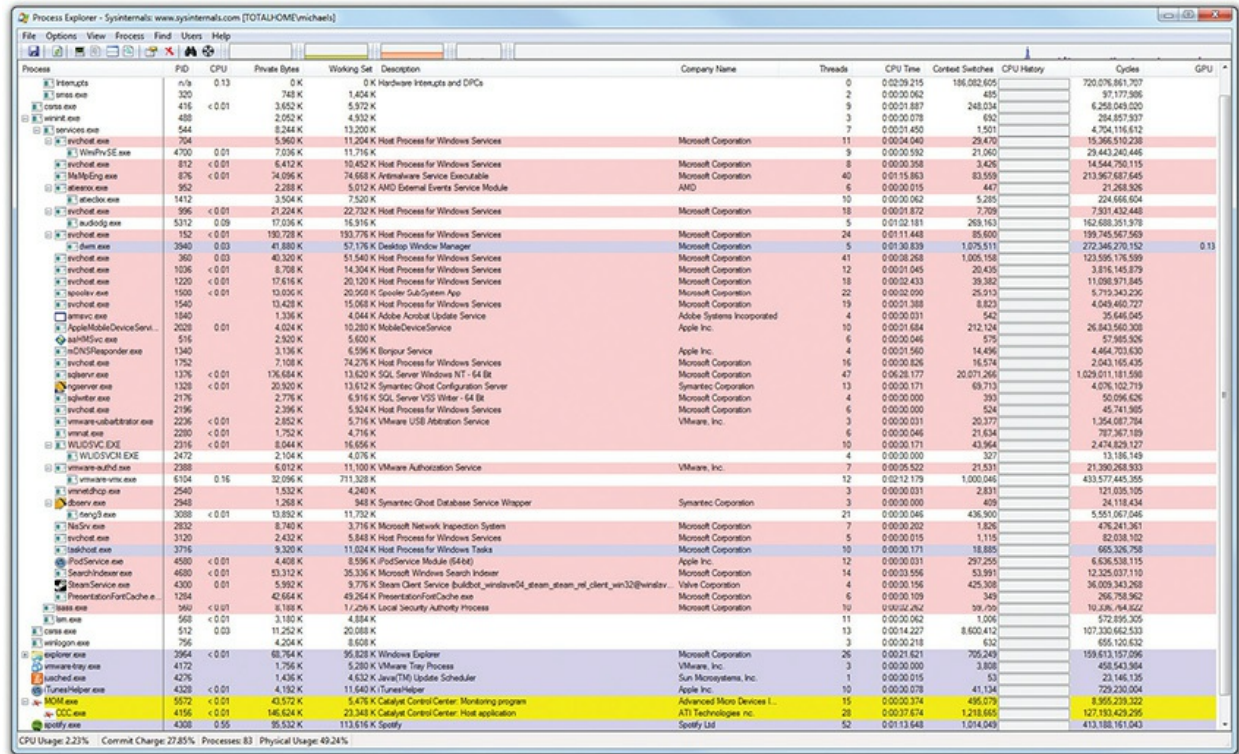 Process Explorer - Sysinternals: www.sysinternals.com [TOTALHOME\michaels]
File Options View Process Find Users Help
Process PID CPU Private Bytes Working Set Description Company Name Threads CPU Time Context Switches CPU History Cycles GPU
Interrupts n/a 0.13 0 K 0 K Hardware Interrupts and DPCs 0 0:02:09.215 186,082,605 720,076,861,707
smss.exe 320 748 K 1,404 K 2 0:00:00.062 485 97,177,986
csrss.exe 416 < 0.01 3,652 K 5,972 K 9 0:00:01.887 248,034 6,258,049,020
wininit.exe 488 2,052 K 4,932 K 3 0:00:00.078 692 284,857,937
services.exe 544 8,244 K 13,200 K 7 0:00:01.450 1,501 4,704,116,612
svchost.exe 704 5,960 K 11,204 K Host Process for Windows Services Microsoft Corporation 11 0:00:04.040 29,470 15,366,510,238
WmiPrvSE.exe 4700 0.01 7,036 K 11,716 K 9 0:00:00.592 21,060 29,443,240,446
svchost.exe 812 < 0.01 6,412 K 10,452 K Host Process for Windows Services Microsoft Corporation 8 0:00:00.358 3,426 14,544,750,115
MsMpEng.exe 876 < 0.01 74,096 K 74,668 K Antimalware Service Executable Microsoft Corporation 40 0:01:15.863 83,559 213,967,687,645
atiesrxx.exe 952 2,288 K 5,012 K AMD External Events Service Module AMD 6 0:00:00.015 447 21,268,926
atieclxx.exe 1412 3,504 K 7,520 K 10 0:00:00.062 5,285 224,666,604
svchost.exe 996 < 0.01 21,224 K 22,732 K Host Process for Windows Services Microsoft Corporation 18 0:00:01.872 7,709 7,931,432,448
audiodg.exe 5312 0.09 17,036 K 16,916 K 5 0:01:02.181 269,163 162,688,351,978
svchost.exe 152 < 0.01 190,728 K 193,776 K Host Process for Windows Services Microsoft Corporation 24 0:01:11.448 85,600 199,745,567,569
dwm.exe 3940 0.03 41,880 K 57,176 K Desktop Window Manager Microsoft Corporation 5 0:01:30.839 1,075,511 272,346,270,152 0.13
svchost.exe 360 0.03 40,320 K 51,540 K Host Process for Windows Services Microsoft Corporation 41 0:00:08.268 1,005,158 123,595,176,599
svchost.exe 1036 < 0.01 8,708 K 14,304 K Host Process for Windows Services Microsoft Corporation 12 0:00:01.045 20,435 3,816,145,879
svchost.exe 1220 < 0.01 17,616 K 20,120 K Host Process for Windows Services Microsoft Corporation 18 0:00:02.433 39,382 11,098,971,845
spoolsv.exe 1500 < 0.01 Spooler SubSystem App Microsoft Corporation 22 0:00:02.090
svchost.exe 1540 13,428 K 15,068 K Host Process for Windows Services Microsoft Corporation 19 0:00:01.388 8,823 4,049,460,727
armsvc.exe 1840 1,336 K 4,044 K Adobe Acrobat Update Service Adobe Systems Incorporated 4 0:00:00.031 542 35,646,045
AppleMobileDeviceServi... 2028 0.01 4,024 K 10,280 K MobileDeviceService Apple Inc. 10 0:00:01.684 212,124 26,843,560,308
aaHMSvc.exe 516 2,920 K 5,600 K 6 0:00:00.046 575 57,985,926
mDNSResponder.exe 1340 3,136 K 6,596 K Bonjour Service Apple Inc. 4 0:00:01.560 14,496 4,464,703,630
svchost.exe 1752 7,108 K 74,276 K Host Process for Windows Services Microsoft Corporation 16 0:00:00.826 16,574 2,043,165,435
sqlservr.exe 1376 < 0.01 176,684 K 13,620 K SQL Server Windows NT - 64 Bit Microsoft Corporation 47 0:06:28.177 20,071,266 1,029,011,181,598
ngserver.exe 1328 < 0.01 20,920 K 13,612 K Symantec Ghost Configuration Server Symantec Corporation 13 0:00:00.171 69,713 4,076,102,719
sqlwriter.exe 2176 2,776 K 6,916 K SQL Server VSS Writer - 64 Bit Microsoft Corporation 4 0:00:00.000 393 50,096,626
svchost.exe 2196 2,396 K 5,924 K Host Process for Windows Services Microsoft Corporation 6 0:00:00.000 524 45,741,985
vmware-usbarbitrator.exe 2236 < 0.01 2,852 K 5,716 K VMware USB Arbitration Service VMware, Inc. 3 0:00:00.031 20,377 1,354,087,784
vmnat.exe 2280 < 0.01 1,752 K 4,716 K 6 0:00:00.046 21,634 787,367,189
WLIDSVC.EXE 2316 < 0.01 8,044 K 16,656 K 10 0:00:00.171 43,964 2,474,829,127
WLIDSVCM.EXE 2472 2,104 K 4,076 K 4 0:00:00.000 327 13,186,149
vmware-authd.exe 2388 6,012 K 11,100 K VMware Authorization Service VMware, Inc. 7 0:00:05.522 21,531 21,390,268,933
vmware-vmx.exe 6104 0.16 32,096 K 711,328 K 12 0:02:12.179 1,000,046 433,577,445,355
vmnetdhcp.exe 2540 1,532 K 4,240 K 3 0:00:00.031 2,831 121,035,105
dbserv.exe 2948 1,268 K 948 K Symantec Ghost Database Service Wrapper Symantec Corporation 3 0:00:00.000 409 24,118,434
rteng9.exe 3088 < 0.01 13,892 K 11,732 K 21 0:00:00.046 436,900 5,551,067,046
NisSrv.exe 2832 8,740 K 3,716 K Microsoft Network Inspection System Microsoft Corporation 7 0:00:00.202 1,826 476,241,361
svchost.exe 3120 2,432 K 5,848 K Host Process for Windows Services Microsoft Corporation 5 0:00:00.015 1,115 82,038,102
taskhost.exe 3716 9,320 K 11,024 K Host Process for Windows Tasks Microsoft Corporation 10 0:00:00.171 18,885 665,326,758
iPodService.exe 4580 < 0.01 4,408 K 8,596 K iPodService Module (64-bit) Apple Inc. 12 0:00:00.031 297,255 6,636,538,115
SearchIndexer.exe 4680 < 0.01 53,312 K 35,336 K Microsoft Windows Search Indexer Microsoft Corporation 14 0:00:03.556 53,991 12,325,037,110
SteamService.exe 4300 0.01 5,992 K 9,776 K Steam Client Service (buildbot_winslave04_steam_steam_rel_client_win32@winslav... Valve Corporation 4 0:00:00.156 425,308 36,009,343,268
PresentationFontCache.e... 1284 42,664 K 49,264 K PresentationFontCache.exe Microsoft Corporation 6 0:00:00.109 349 266,758,962
lsass.exe 560 < 0.01 8,188 K 17,256 K Local Security Authority Process Microsoft Corporation 10 0:00:02.262 59,755 10,336,764,822
lsm.exe 568 < 0.01 3,180 K 4,884 K 11 0:00:00.062 1,006 572,895,305
csrss.exe 512 0.03 11,252 K 20,088 K 13 0:00:14.227 8,600,412 107,330,662,533
winlogon.exe 756 4,204 K 8,608 K 3 0:00:00.218 632 655,120,632
explorer.exe 3964 < 0.01 68,764 K 95,828 K Windows Explorer Microsoft Corporation 26 0:00:21.621 705,249 159,613,157,096
vmware-tray.exe 4172 1,756 K 5,280 K VMware Tray Process VMware, Inc. 3 0:00:00.000 3,808 458,543,984
jusched.exe 4276 1,436 K 4,632 K Java(TM) Update Scheduler Sun Microsystems, Inc. 1 0:00:00.015 53 23,146,135
iTunesHelper.exe 4328 < 0.01 4,192 K 11,640 K iTunesHelper Apple Inc. 10 0:00:00.078 41,134 729,230,004
MOM.exe 5572 < 0.01 43,572 K 5,476 K Catalyst Control Center: Monitoring program Advanced Micro Devices I... 15 0:00:00.374 495,079 8,955,239,322
CCC.exe 4156 < 0.01 146,624 K 23,348 K Catalyst Control Center: Host application ATI Technologies Inc. 28 0:00:37.674 1,218,665 127,193,429,295
spotify.exe 4308 0.55 95,532 K 113,616 K Spotify Spotify Ltd 52 0:01:13.648 1,014,049 413,188,161,043
CPU Usage: 2.23% Commit Charge: 27.85% Processes: 83 Physical Usage: 49.24%